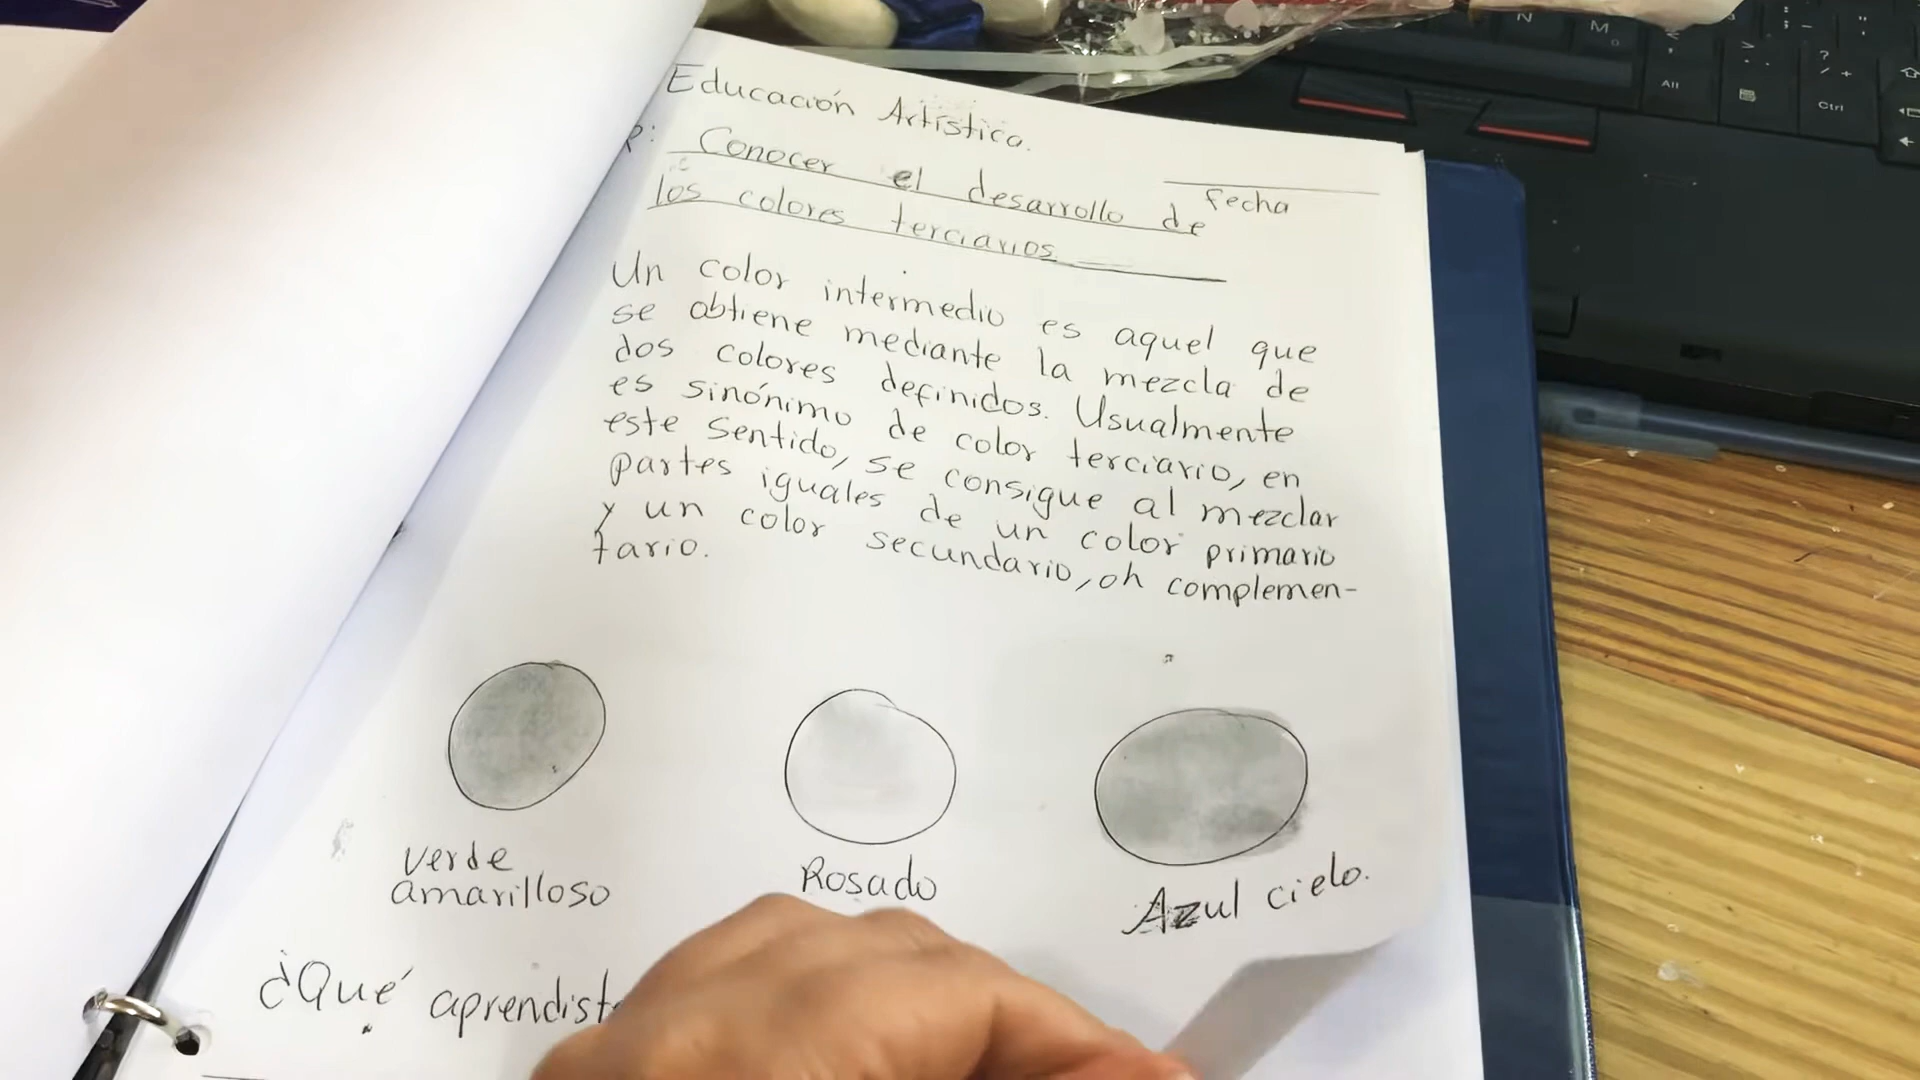 Educación Artística.
P: Conocer el desarrollo de
fecha
los colores terciarios
Un color intermedio es aquel que
se obtiene mediante la mezcla de
dos colores definidos. Usualmente
es sinónimo de color terciario, en
este sentido, se consigue al mezclar
partes iguales de un color primario
y un color secundario, oh complemen-
tario.
verde
amarilloso
Rosado
Azul cielo.
¿Qué aprendist
N
M
Alt
Ctrl